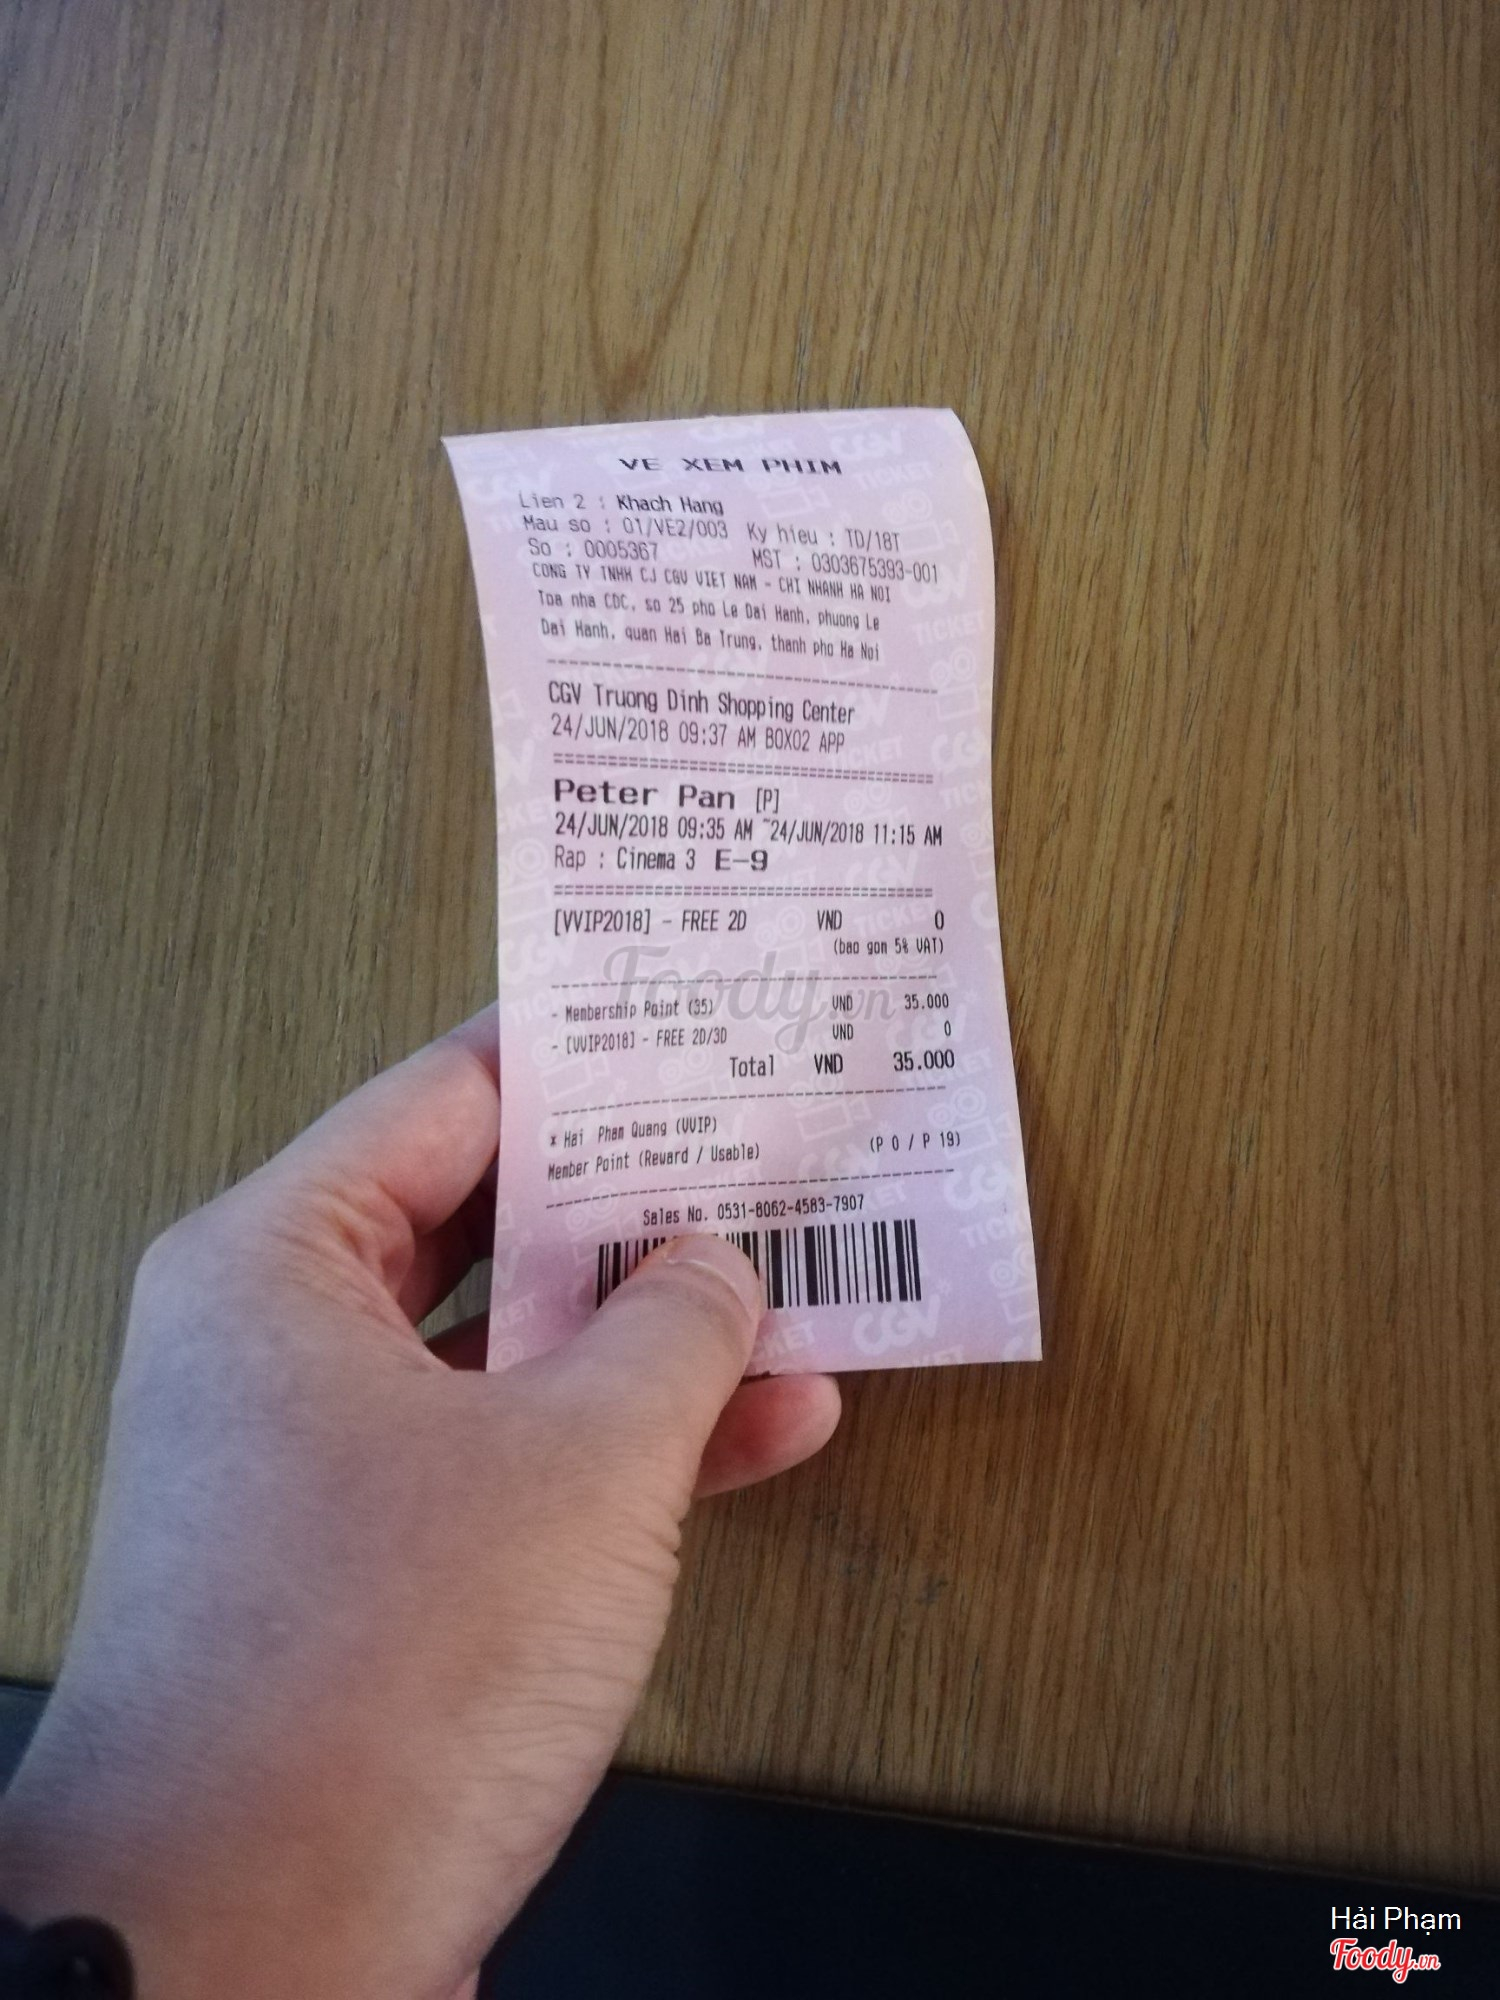 VE XEM PHIM
Lien 2 : Khach Hang
Mau so : 01/VE2/003 Ky hieu : TD/18T
So : 0005367 MST : 0303675393-001
CONG TY TNHH CJ CGV VIET NAM - CHI NHANH HA NOI
Toa nha CDC, so 25 pho Le Dai Hanh, phuong Le
Dai Hanh, quan Hai Ba Trung, thanh pho Ha Noi
CGV Truong Dinh Shopping Center
24/JUN/2018 09:37 AM BOX02 APP
Peter Pan [P]
24/JUN/2018 09:35 AM ~24/JUN/2018 11:15 AM
Rap : Cinema 3 E-9
[VVIP2018] - FREE 2D VND 0
(bao gom 5% VAT)
- Membership Point (35) VND 35.000
- [VVIP2018] - FREE 2D/3D VND 0
Total VND 35.000
x Hai Pham Quang (VVIP)
Member Point (Reward / Usable) (P 0 / P 19)
Sales No. 0531-8062-4583-7907
Foody.vn
Hải Phạm
Foody.vn